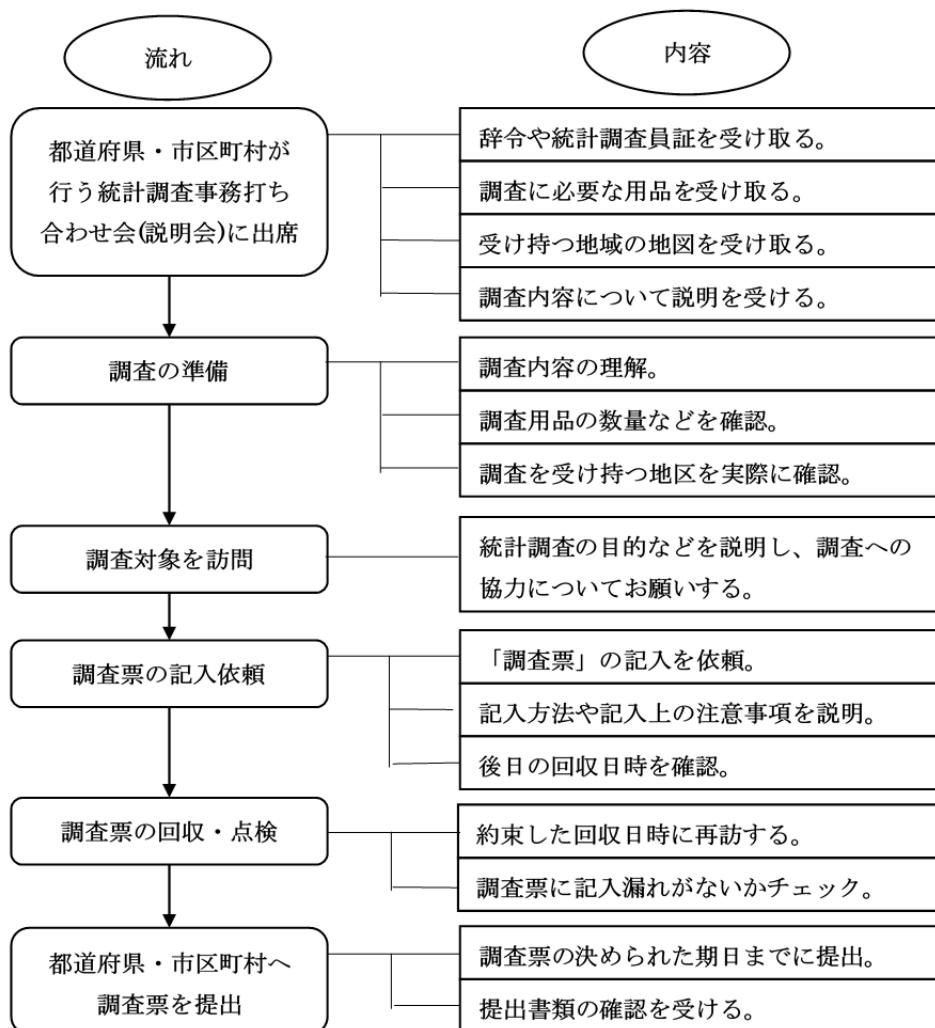 流れ
内容
都道府県・市区町村が
行う統計調査事務打ち
合わせ会(説明会)に出席
辞令や統計調査員証を受け取る。
調査に必要な用品を受け取る。
受け持つ地域の地図を受け取る。
調査内容について説明を受ける。
調査の準備
調査内容の理解。
調査用品の数量などを確認。
調査を受け持つ地区を実際に確認。
調査対象を訪問
統計調査の目的などを説明し、調査への
協力についてお願いする。
調査票の記入依頼
「調査票」の記入を依頼。
記入方法や記入上の注意事項を説明。
後日の回収日時を確認。
調査票の回収・点検
約束した回収日時に再訪する。
調査票に記入漏れがないかチェック。
都道府県・市区町村へ
調査票を提出
調査票の決められた期日までに提出。
提出書類の確認を受ける。